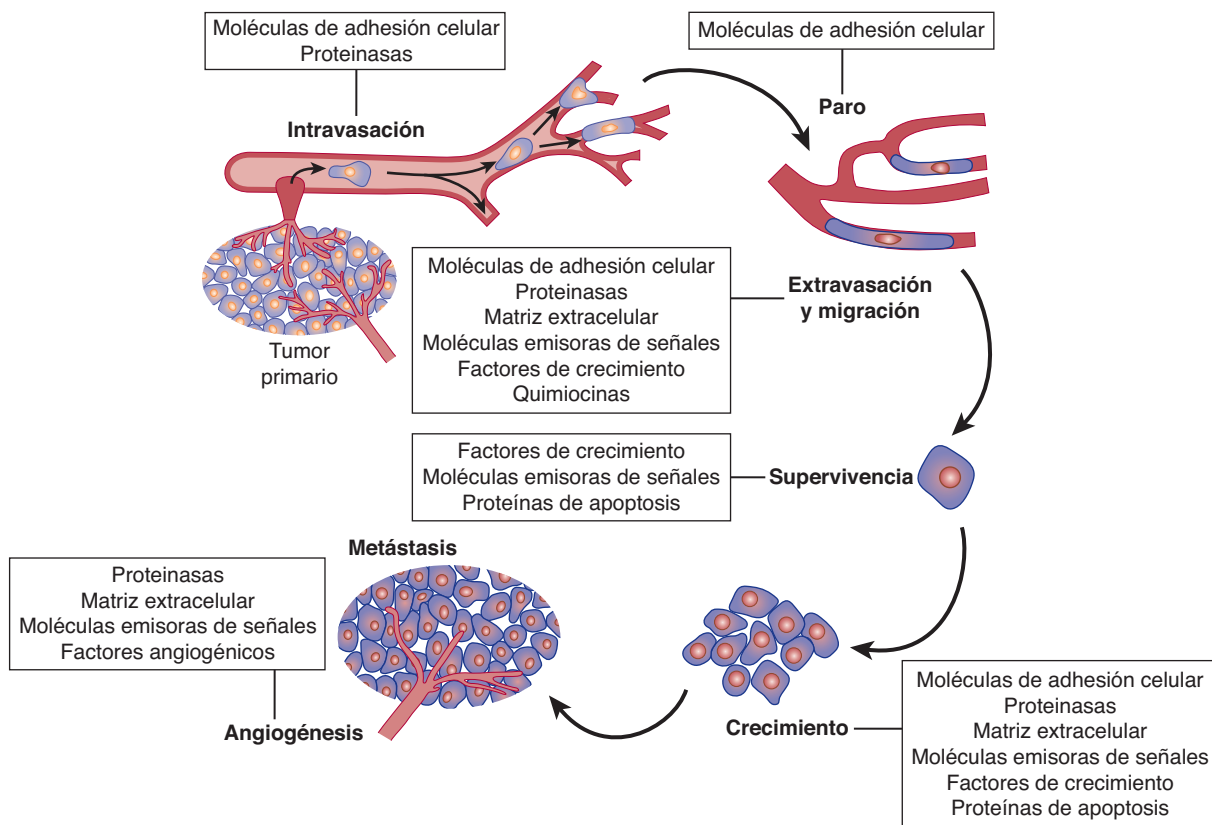 Moléculas de adhesión celular
Proteinasas
Intravasación
Moléculas de adhesión celular
Paro
Tumor
primario
Moléculas de adhesión celular
Proteinasas
Matriz extracelular
Moléculas emisoras de señales
Factores de crecimiento
Quimiocinas
Extravasación
y migración
Factores de crecimiento
Moléculas emisoras de señales
Proteínas de apoptosis
Supervivencia
Metástasis
Proteinasas
Matriz extracelular
Moléculas emisoras de señales
Factores angiogénicos
Angiogénesis
Crecimiento
Moléculas de adhesión celular
Proteinasas
Matriz extracelular
Moléculas emisoras de señales
Factores de crecimiento
Proteínas de apoptosis